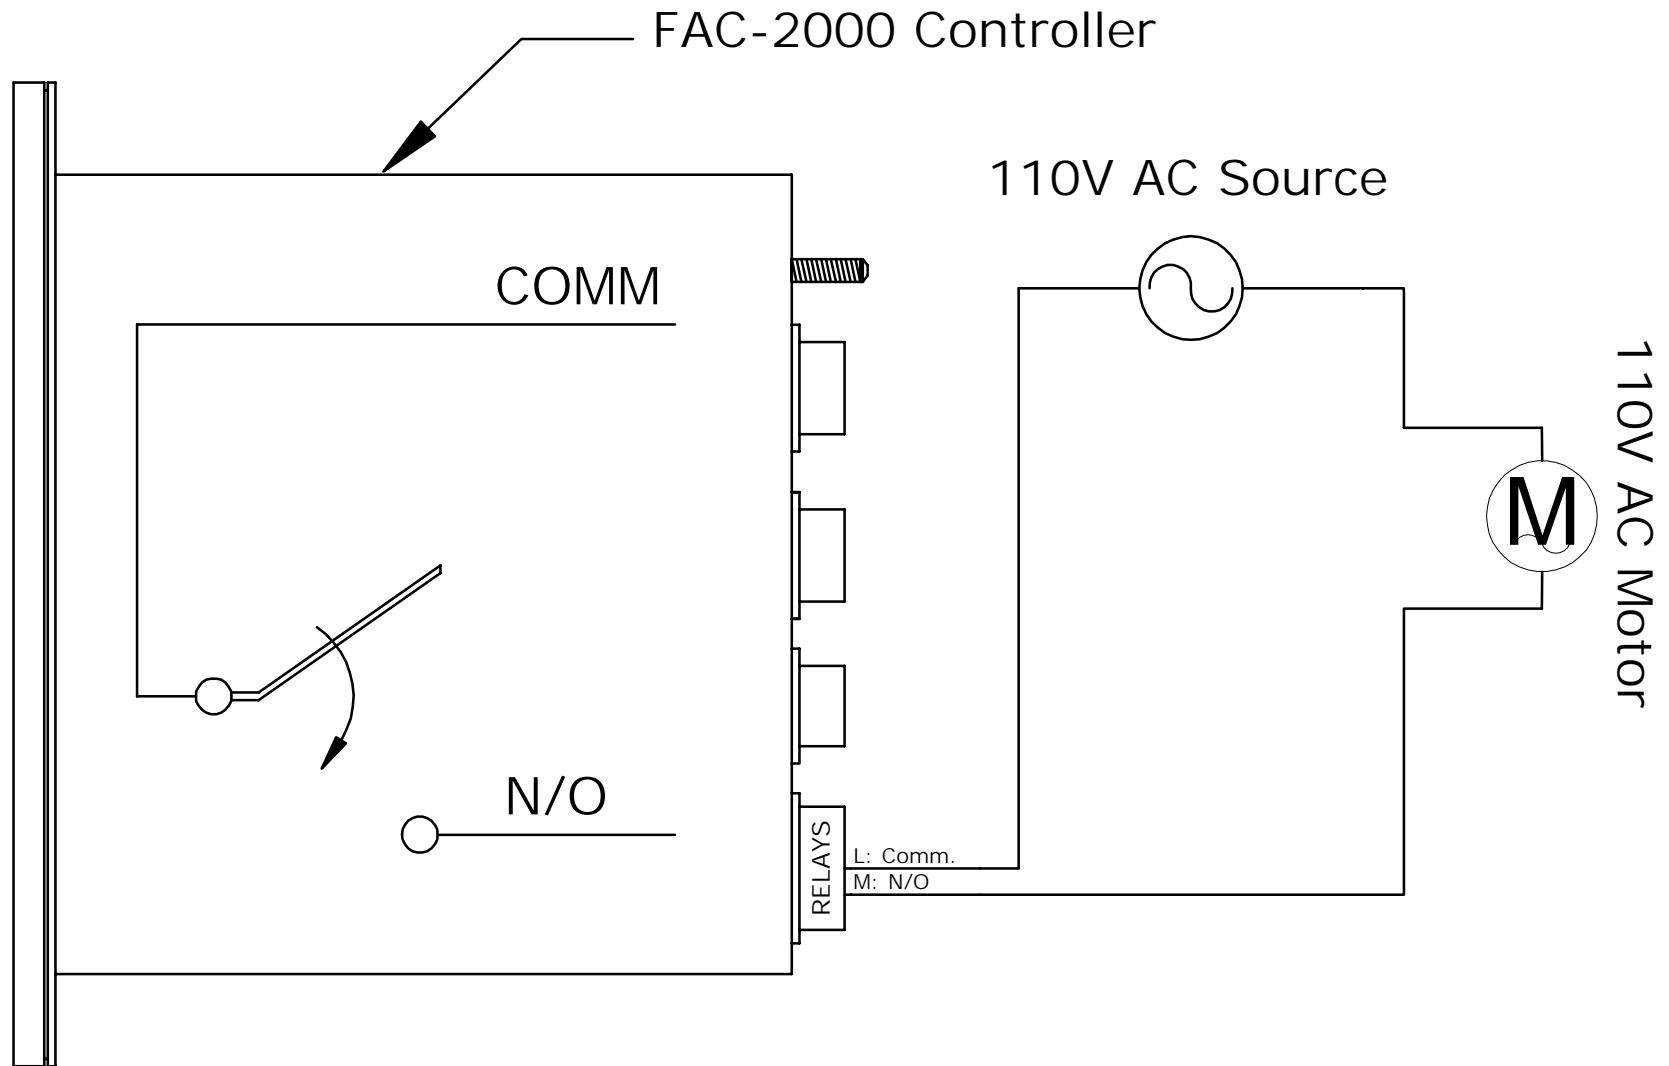 FAC-2000 Controller
110V AC Source
COMM
110V AC Motor
M
N/O
RELAYS
L: Comm.
M: N/O